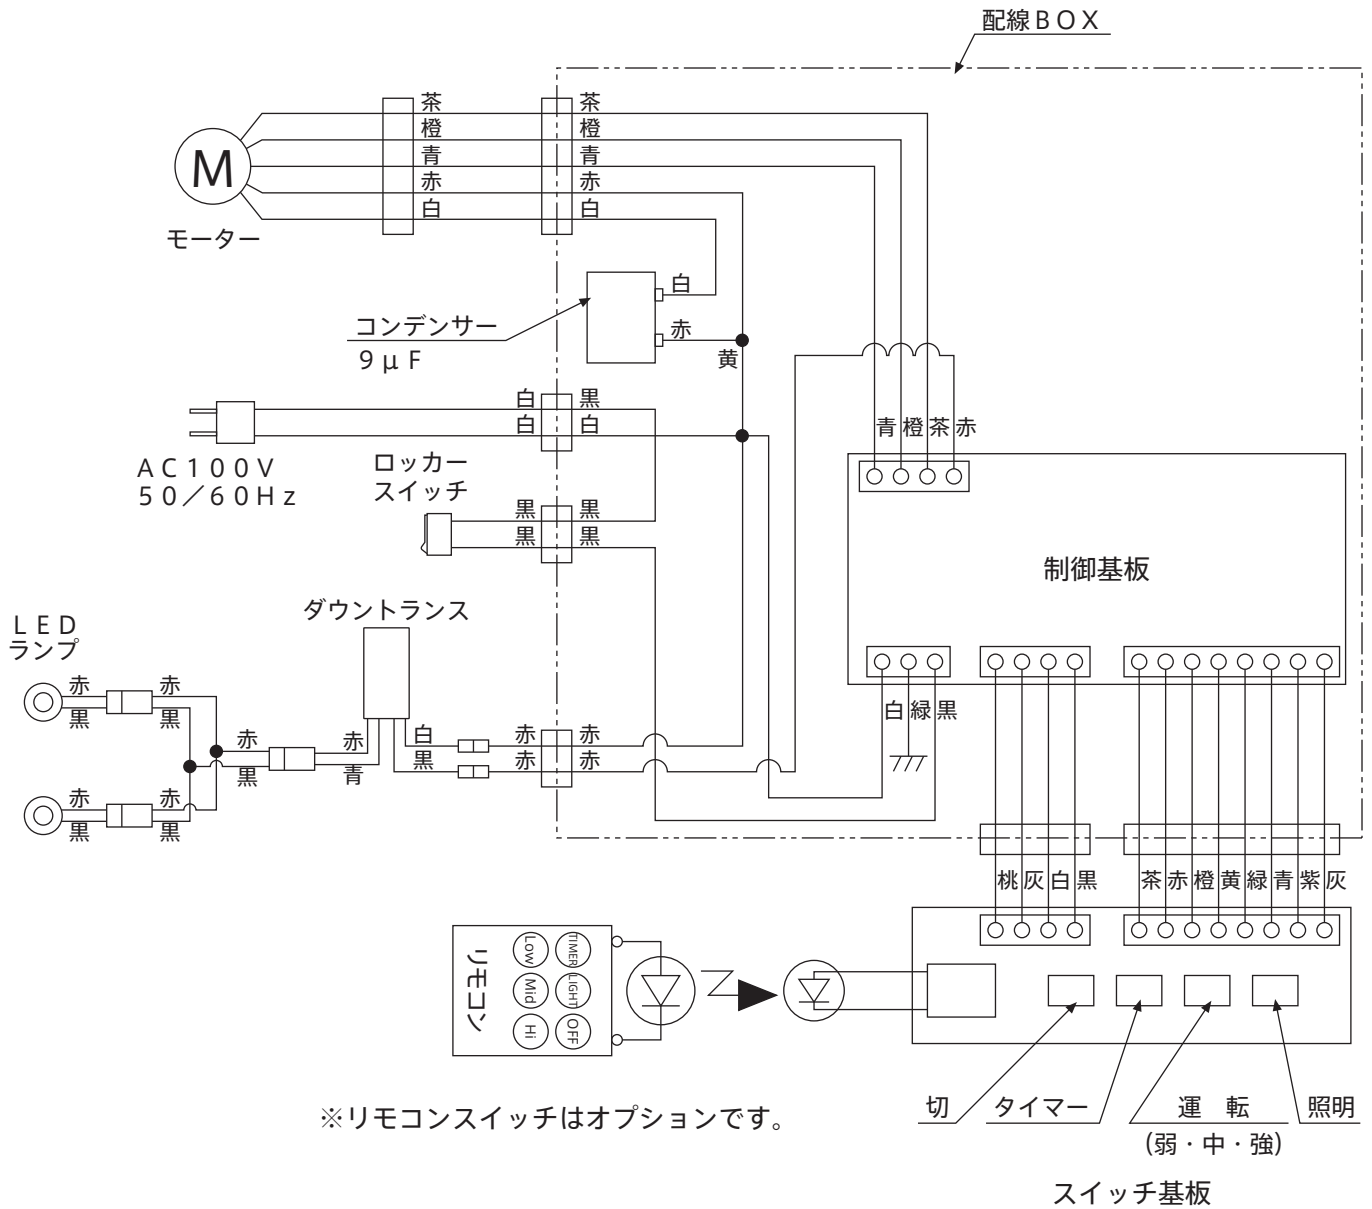 配線ＢＯＸ
茶
橙
青
赤
白
茶
橙
青
赤
白
M
モーター
白
赤
黄
コンデンサー
９μＦ
白
白
黒
白
ＡＣ１００Ｖ
５０／６０Ｈｚ
ロッカー
スイッチ
黒
黒
黒
黒
青 橙 茶 赤
制御基板
ダウントランス
ＬＥＤ
ランプ
赤
黒
赤
黒
赤
黒
赤
青
白
黒
赤
赤
赤
赤
赤
黒
赤
黒
白 緑 黒
桃 灰 白 黒
茶 赤 橙 黄 緑 青 紫 灰
リモコン
Low
Mid
Hi
TIMER
LIGHT
OFF
切
タイマー
運　転
(弱・中・強)
照明
※リモコンスイッチはオプションです。
スイッチ基板